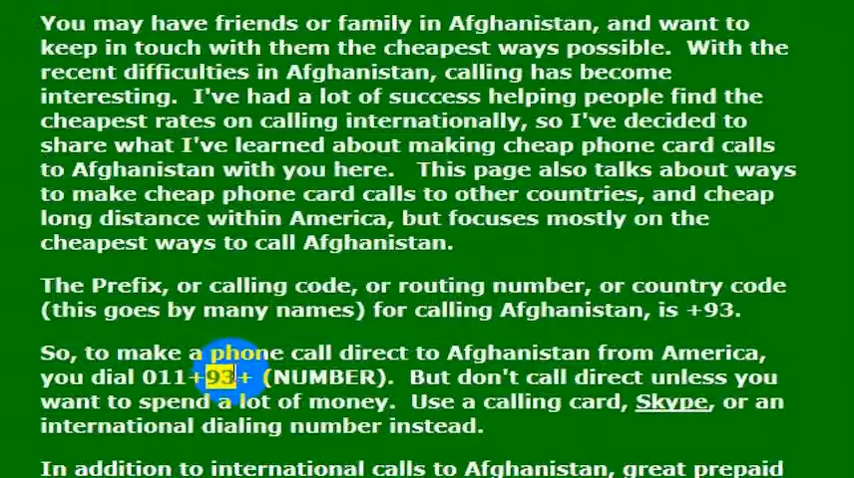 You may have friends or family in Afghanistan, and want to
keep in touch with them the cheapest ways possible.  With the
recent difficulties in Afghanistan, calling has become
interesting.  I've had a lot of success helping people find the
cheapest rates on calling internationally, so I've decided to
share what I've learned about making cheap phone card calls
to Afghanistan with you here.   This page also talks about ways
to make cheap phone card calls to other countries, and cheap
long distance within America, but focuses mostly on the
cheapest ways to call Afghanistan.
The Prefix, or calling code, or routing number, or country code
(this goes by many names) for calling Afghanistan, is +93.
So, to make a phone call direct to Afghanistan from America,
you dial 011+93+ (NUMBER).  But don't call direct unless you
want to spend a lot of money.  Use a calling card, Skype, or an
international dialing number instead.
In addition to international calls to Afghanistan, great prepaid